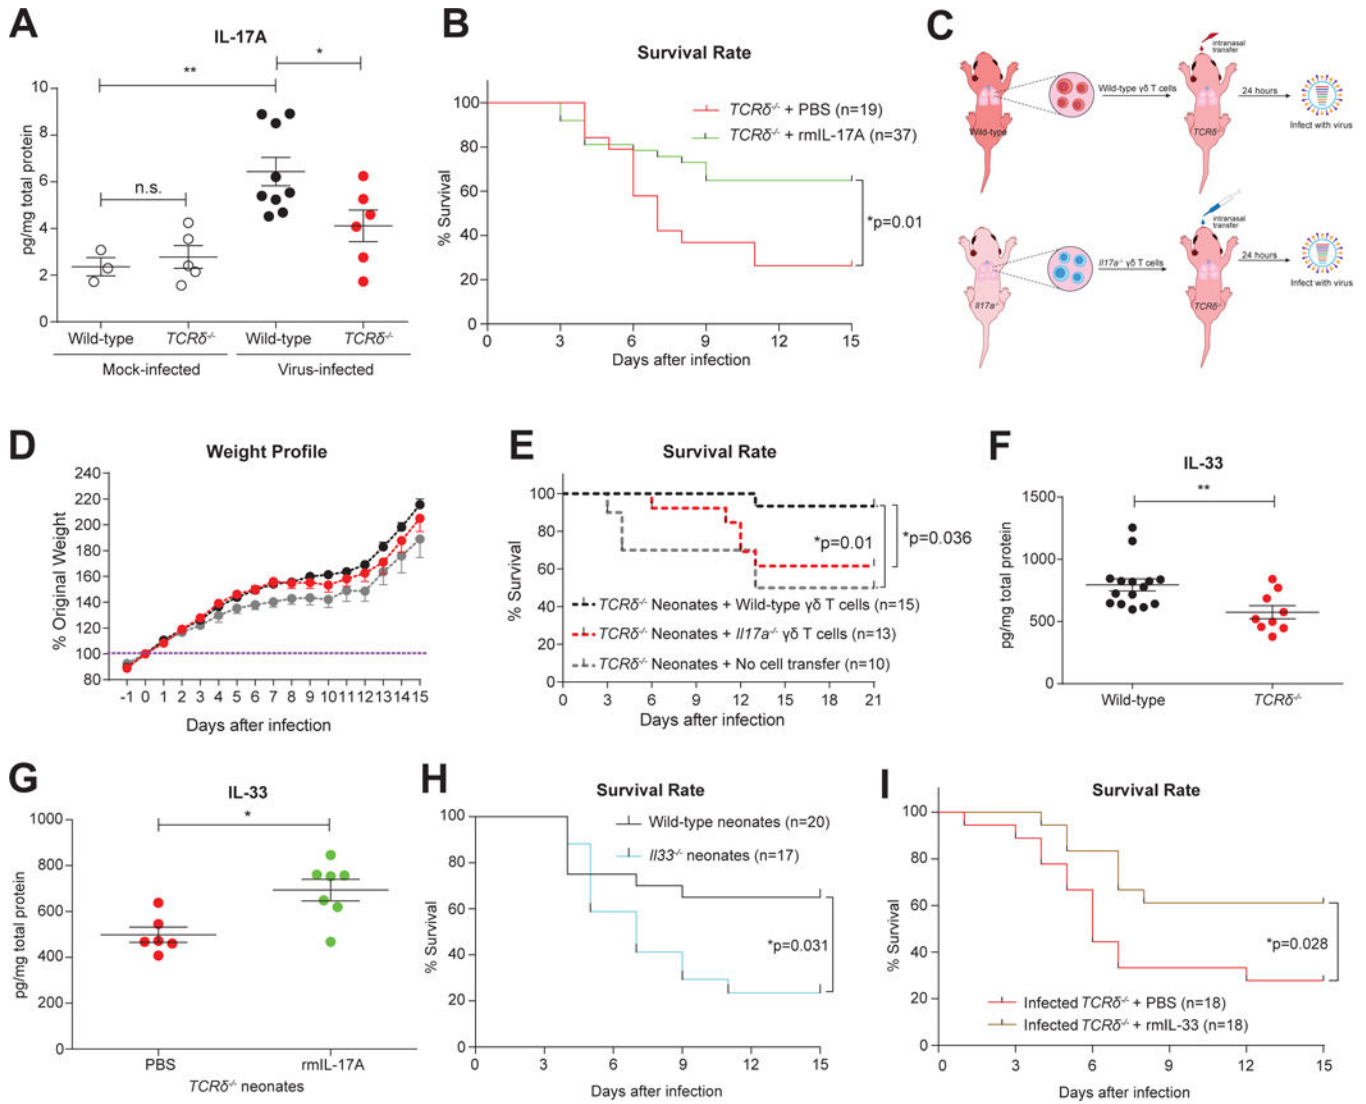 A
IL-17A
**
*
n.s.
pg/mg total protein
10
8
6
4
2
0
Wild-type
TCRδ-/-
Wild-type
TCRδ-/-
Mock-infected
Virus-infected
B
Survival Rate
TCRδ-/- + PBS (n=19)
TCRδ-/- + rmIL-17A (n=37)
% Survival
100
80
60
40
20
0
*p=0.01
0 3 6 9 12 15
Days after infection
C
Wild-type
Wild-type γδ T cells
intranasal
transfer
TCRδ-/-
24 hours
Infect with virus
Il17a-/-
Il17a-/- γδ T cells
intranasal
transfer
TCRδ-/-
24 hours
Infect with virus
D
Weight Profile
% Original Weight
240
220
200
180
160
140
120
100
80
-1 0 1 2 3 4 5 6 7 8 9 10 11 12 13 14 15
Days after infection
E
Survival Rate
% Survival
100
80
60
40
20
0
*p=0.01
*p=0.036
TCRδ-/- Neonates + Wild-type γδ T cells (n=15)
TCRδ-/- Neonates + Il17a-/- γδ T cells (n=13)
TCRδ-/- Neonates + No cell transfer (n=10)
0 3 6 9 12 15 18 21
Days after infection
F
IL-33
**
pg/mg total protein
1500
1000
500
0
Wild-type
TCRδ-/-
G
IL-33
*
pg/mg total protein
1000
800
600
400
200
0
PBS
rmIL-17A
TCRδ-/- neonates
H
Survival Rate
Wild-type neonates (n=20)
Il33-/- neonates (n=17)
% Survival
100
80
60
40
20
0
*p=0.031
0 3 6 9 12 15
Days after infection
I
Survival Rate
% Survival
100
80
60
40
20
0
*p=0.028
Infected TCRδ-/- + PBS (n=18)
Infected TCRδ-/- + rmIL-33 (n=18)
0 3 6 9 12 15
Days after infection